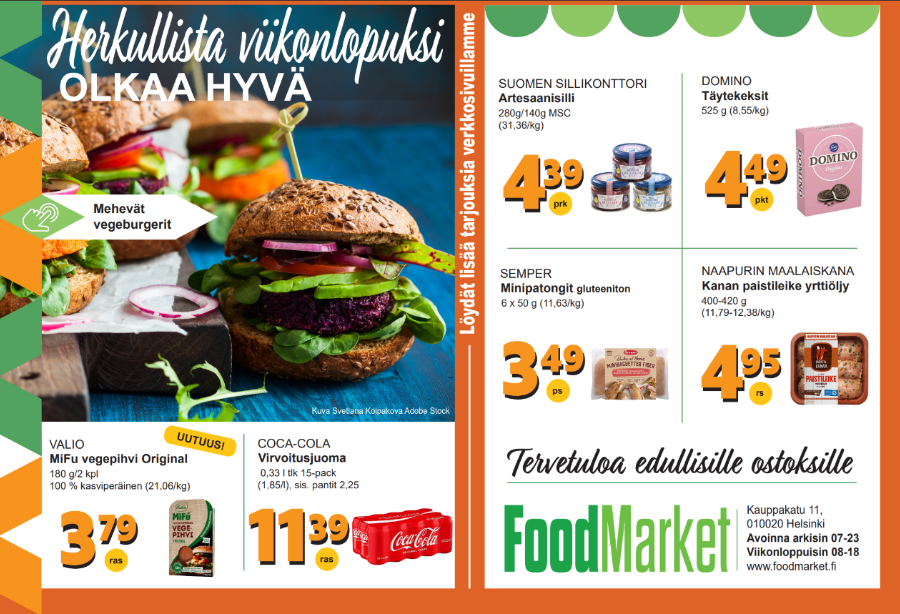 Herkullista viikonlopuksi
OLKAA HYVÄ
Mehevät
vegeburgerit
Kuva Svetlana Kolpakova Adobe Stock
VALIO
MiFu vegepihvi Original
180 g/2 kpl
100 % kasviperäinen (21,06/kg)
UUTUUS!
3,79
ras
MiFú
VEGE-
PIHVI
COCA-COLA
Virvoitusjuoma
0,33 l tlk 15-pack
(1,85/l), sis. pantit 2,25
11,39
ras
Coca-Cola
Löydät lisää tarjouksia verkkosivuillamme
SUOMEN SILLIKONTTORI
Artesaanisilli
280g/140g MSC
(31,36/kg)
4,39
prk
DOMINO
Täytekeksit
525 g (8,55/kg)
4,49
pkt
DOMINO
Original
SEMPER
Minipatongit gluteeniton
6 x 50 g (11,63/kg)
3,49
ps
Semper
MINIBAGUETTER FIBER
NAAPURIN MAALAISKANA
Kanan paistileike yrttiöljy
400-420 g
(11,79-12,38/kg)
4,95
rs
PAISTILEIKE
Tervetuloa edullisille ostoksille
FoodMarket
Kauppakatu 11,
010020 Helsinki
Avoinna arkisin 07-23
Viikonloppuisin 08-18
www.foodmarket.fi